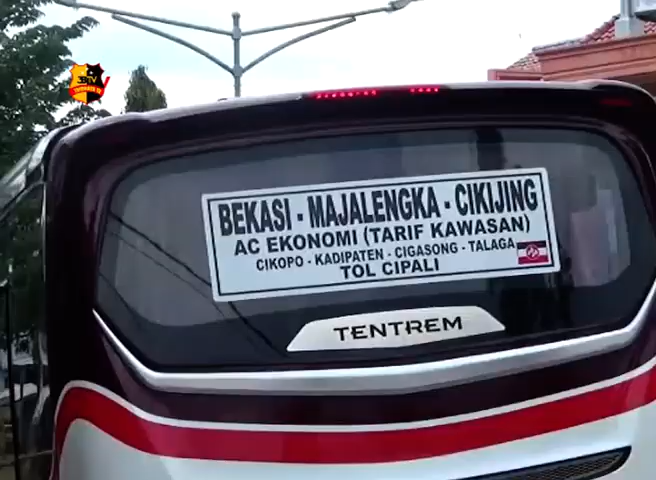 BEKASI - MAJALENGKA - CIKIJING
AC EKONOMI (TARIF KAWASAN)
CIKOPO - KADIPATEN - CIGASONG - TALAGA
TOL CIPALI
TENTREM